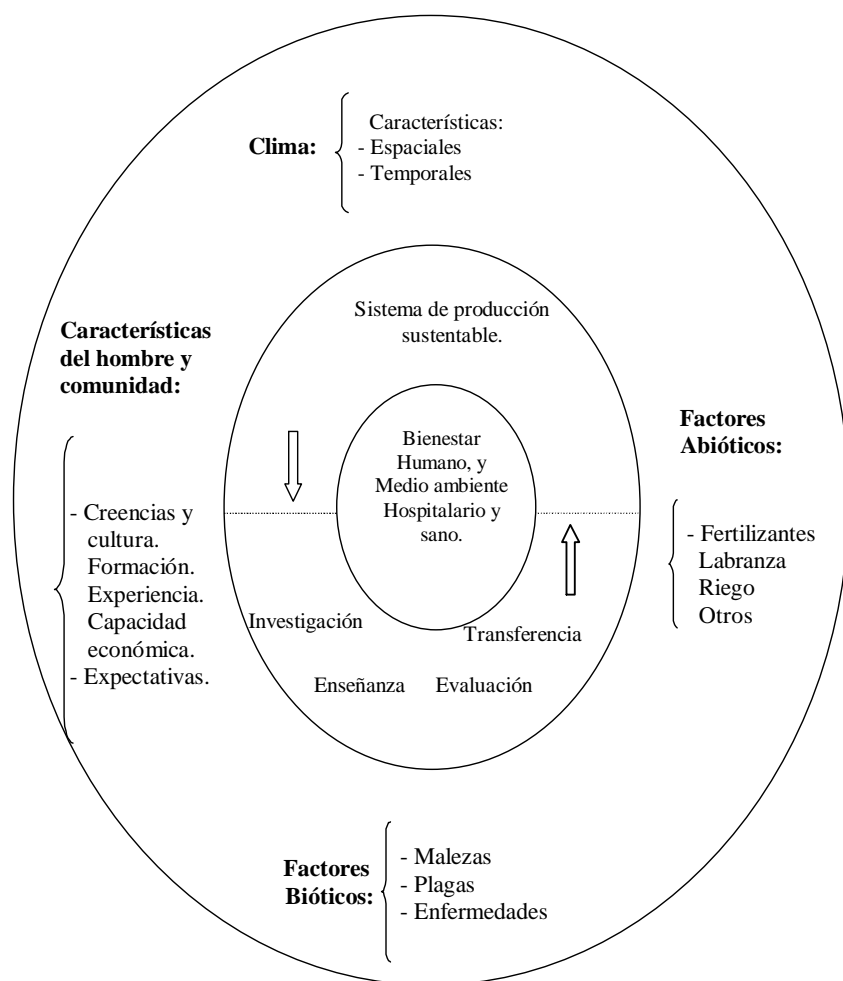 Características:
Clima:
- Espaciales
- Temporales
Sistema de producción
sustentable.
Características
del hombre y
comunidad:
- Creencias y
cultura.
Formación.
Experiencia.
Capacidad
económica.
- Expectativas.
Bienestar
Humano, y
Medio ambiente
Hospitalario y
sano.
Factores
Abióticos:
- Fertilizantes
Labranza
Riego
Otros
Investigación
Transferencia
Enseñanza
Evaluación
Factores
Bióticos:
- Malezas
- Plagas
- Enfermedades